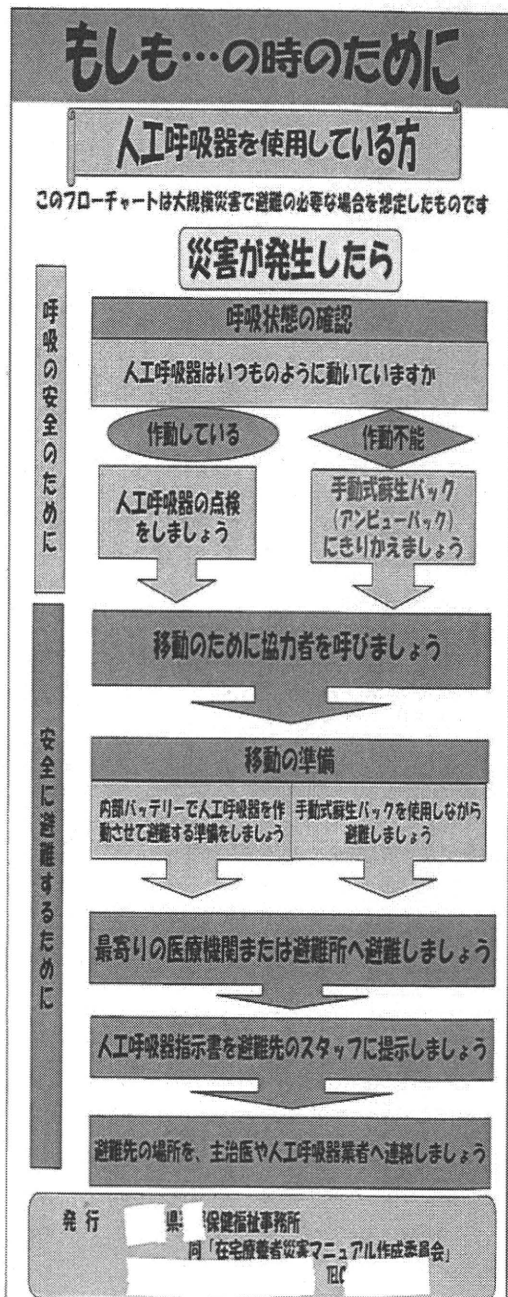 もしも…の時のために
人工呼吸器を使用している方
このフローチャートは大規模災害で避難の必要な場合を想定したものです
災害が発生したら
呼吸の安全のために
呼吸状態の確認
人工呼吸器はいつものように動いていますか
作動している
作動不能
人工呼吸器の点検
をしましょう
手動式蘇生バック
(アンビューバック)
にきりかえましょう
安全に避難するために
移動のために協力者を呼びましょう
移動の準備
内部バッテリーで人工呼吸器を作
動させて避難する準備をしましょう
手動式蘇生バックを使用しながら
避難しましょう
最寄りの医療機関または避難所へ避難しましょう
人工呼吸器指示書を避難先のスタッフに提示しましょう
避難先の場所を、主治医や人工呼吸器業者へ連絡しましょう
発行 県 保健福祉事務所
同「在宅療養者災害マニュアル作成委員会」
TEL